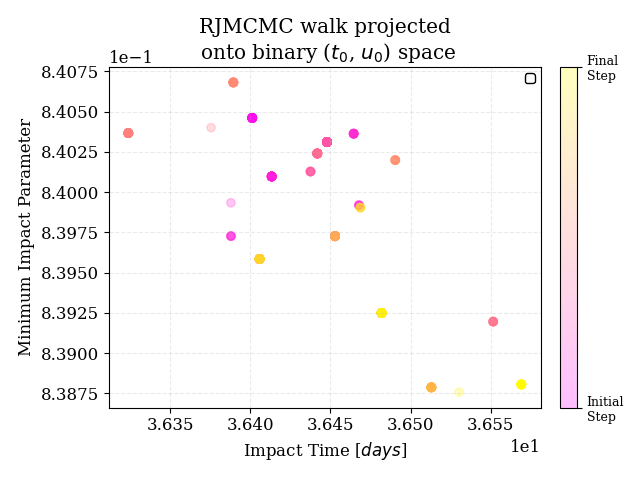 RJMCMC walk projected
onto binary (t₀, u₀) space
1e−1
Final
Step
8.4075
8.4050
8.4025
8.4000
8.3975
8.3950
8.3925
8.3900
8.3875
Minimum Impact Parameter
Initial
Step
3.635 3.640 3.645 3.650 3.655
1e1
Impact Time [days]